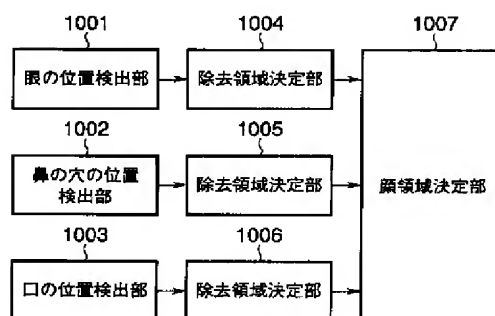 1001
1004
1007
眼の位置検出部
除去領域決定部
1002
1005
鼻の穴の位置
検出部
除去領域決定部
顔領域決定部
1003
1006
口の位置検出部
除去領域決定部